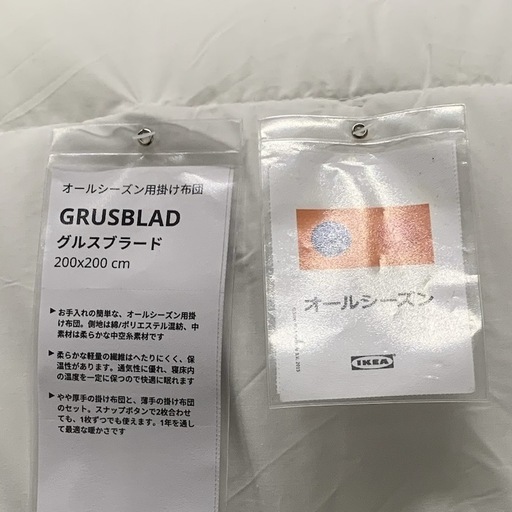 オールシーズン用掛け布団
GRUSBLAD
グルスブラード
200x200 cm
▶ お手入れの簡単な、オールシーズン用掛
け布団。側地は綿/ポリエステル混紡、中
素材は柔らかな中空糸素材です
▶ 柔らかな軽量の繊維はへたりにくく、保
温性があります。通気性に優れ、寝床内
の温度を一定に保つので快適に眠れます
▶ やや厚手の掛け布団と、薄手の掛け布団
のセット。スナップボタンで2枚合わせ
ても、1枚ずつでも使えます。1年を通し
て最適な暖かさです
オールシーズン
IKEA